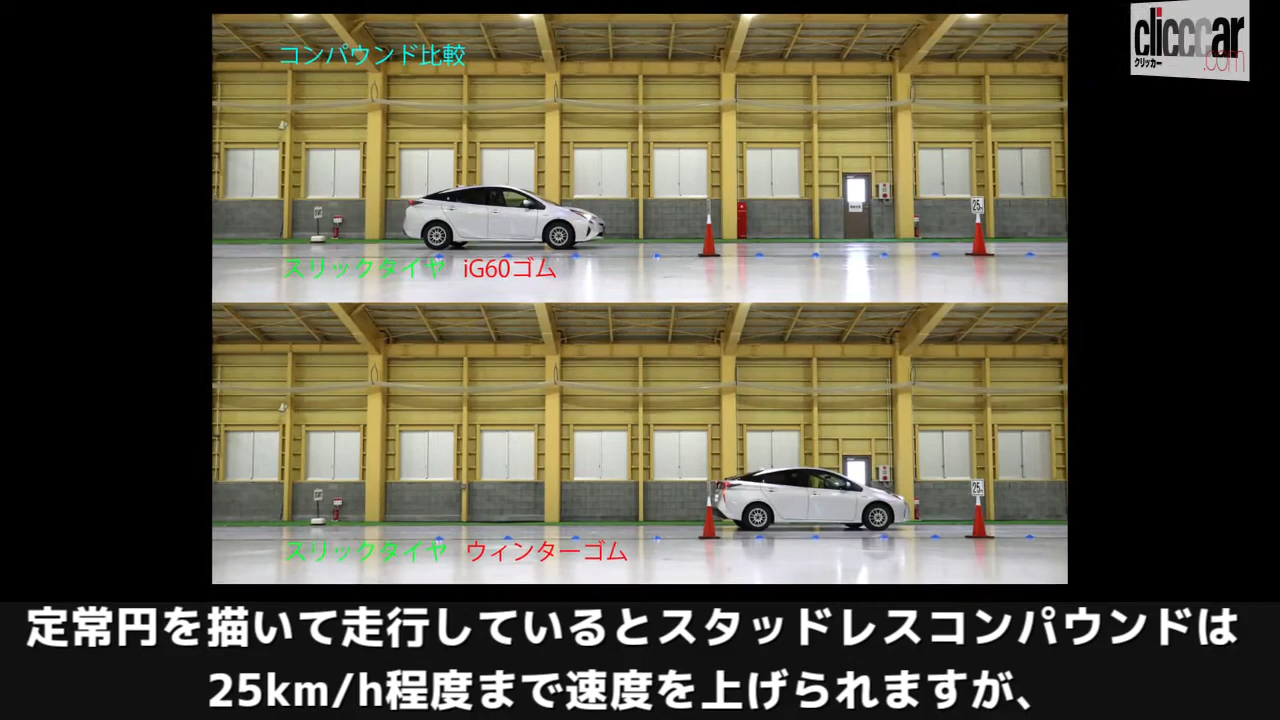 clicccar
クリッカー
.com
コンパウンド比較
25
スリックタイヤ iG60ゴム
25
スリックタイヤ ウィンターゴム
定常円を描いて走行しているとスタッドレスコンパウンドは
25km/h程度まで速度を上げられますが、